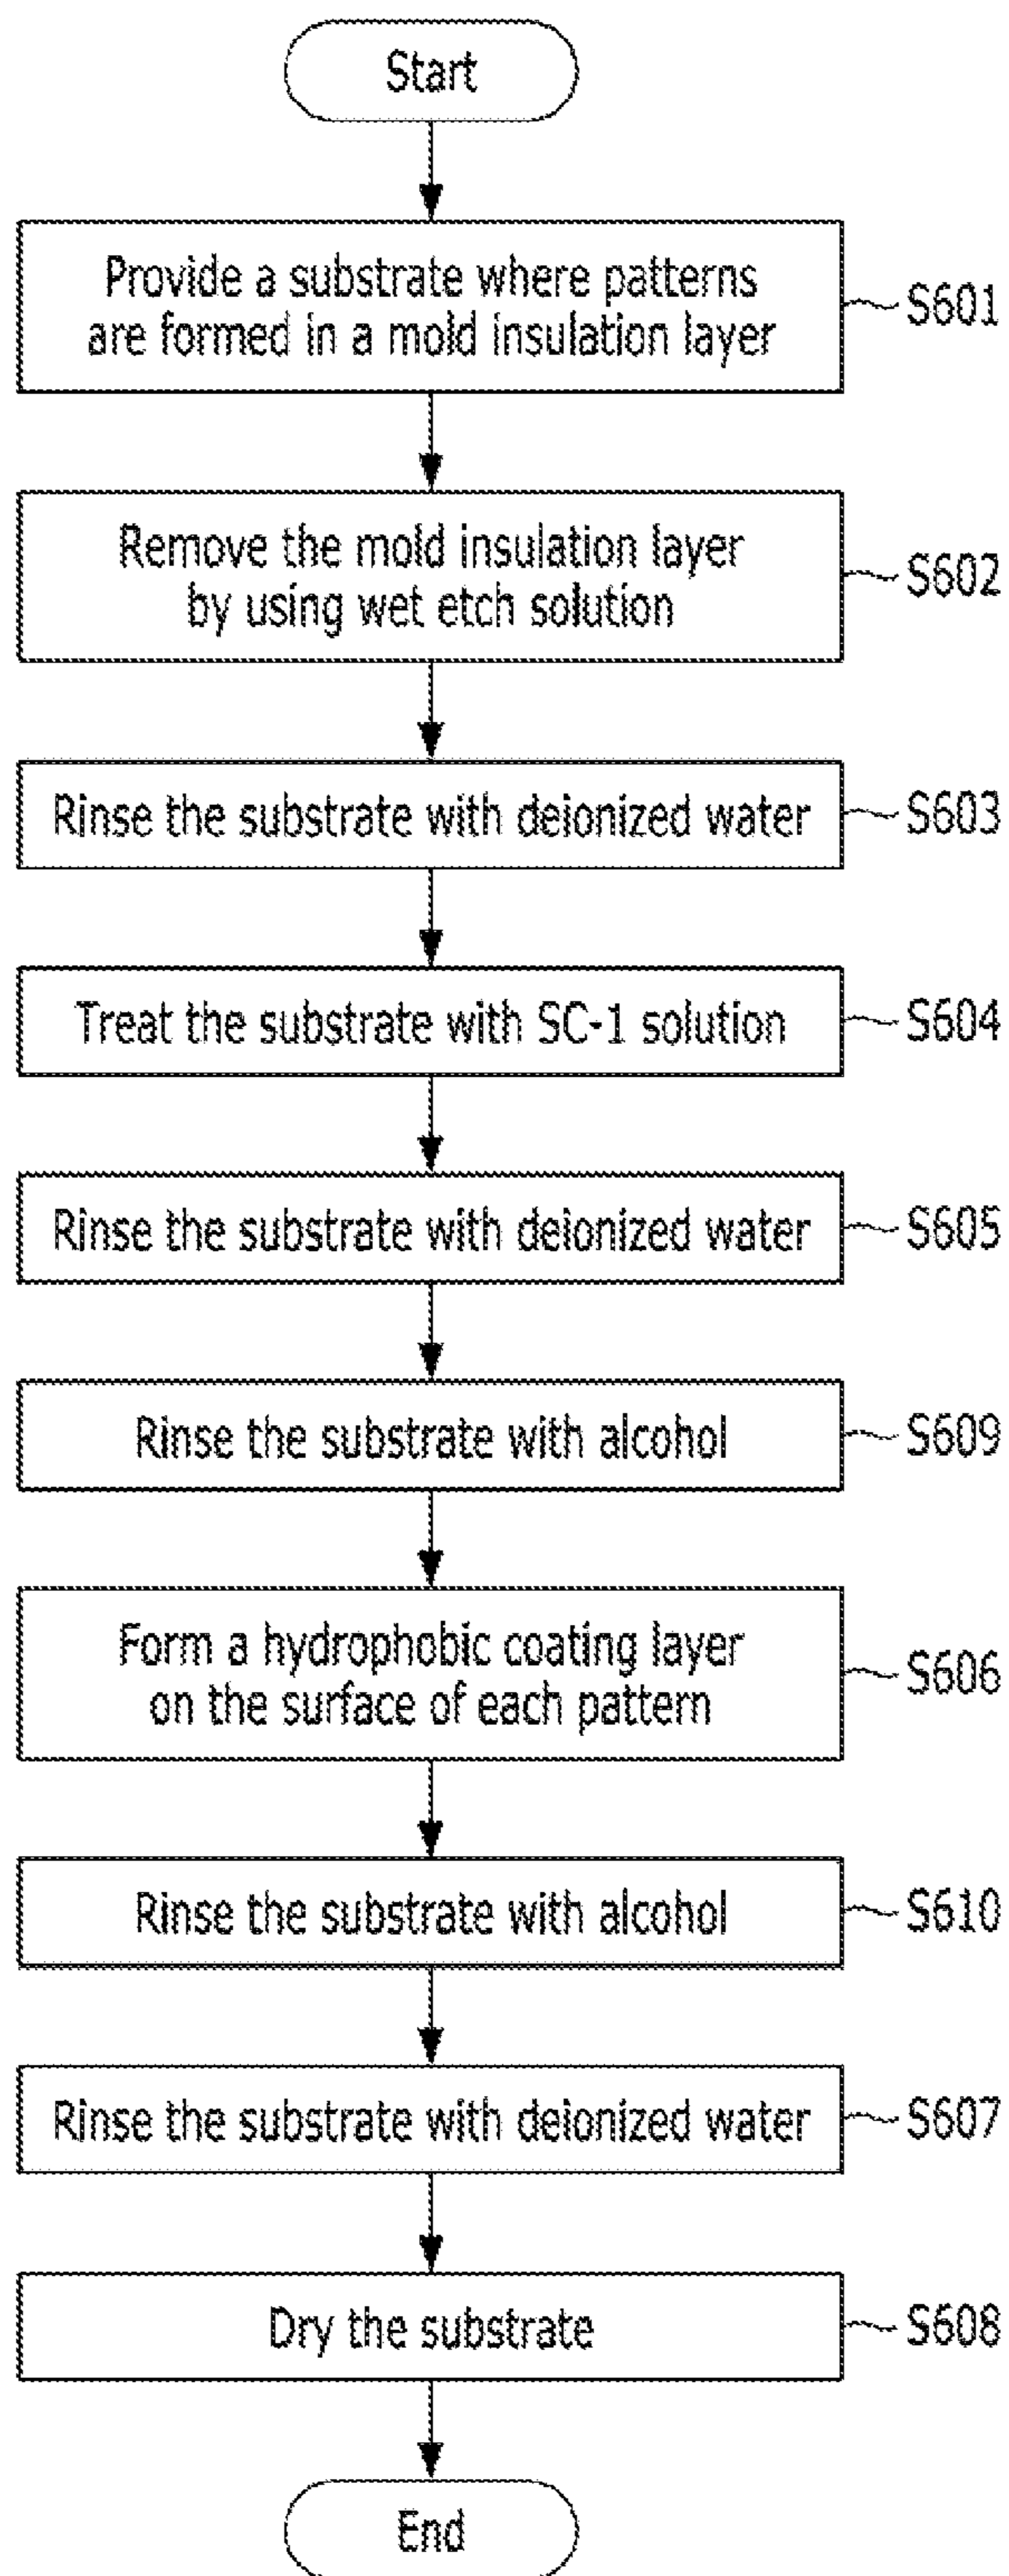 Start
Provide a substrate where patterns
are formed in a mold insulation layer
S601
Remove the mold insulation layer
by using wet etch solution
S602
Rinse the substrate with deionized water
S603
Treat the substrate with SC-1 solution
S604
Rinse the substrate with deionized water
S605
Rinse the substrate with alcohol
S609
Form a hydrophobic coating layer
on the surface of each pattern
S606
Rinse the substrate with alcohol
S610
Rinse the substrate with deionized water
S607
Dry the substrate
S608
End